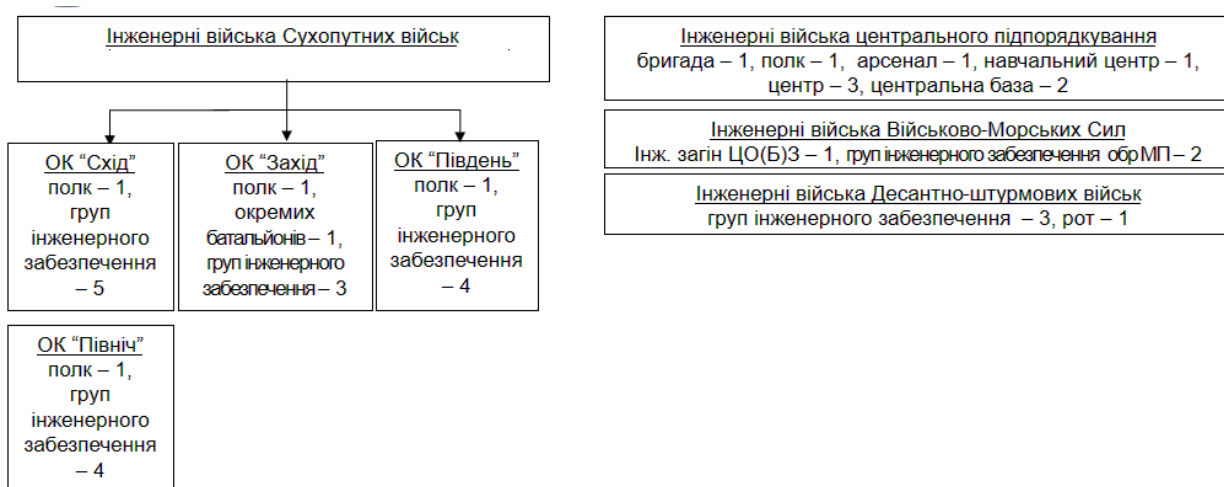 Інженерні війська Сухопутних військ
ОК “Схід”
полк – 1,
груп
інженерного
забезпечення
– 5
ОК “Захід”
полк – 1,
окремих
батальйонів – 1,
груп інженерного
забезпечення – 3
ОК “Південь”
полк – 1,
груп
інженерного
забезпечення
– 4
ОК “Північ”
полк – 1,
груп
інженерного
забезпечення
– 4
Інженерні війська центрального підпорядкування
бригада – 1, полк – 1, арсенал – 1, навчальний центр – 1,
центр – 3, центральна база – 2
Інженерні війська Військово-Морських Сил
Інж. загін ЦО(Б)З – 1, груп інженерного забезпечення обрМП – 2
Інженерні війська Десантно-штурмових військ
груп інженерного забезпечення – 3, рот – 1